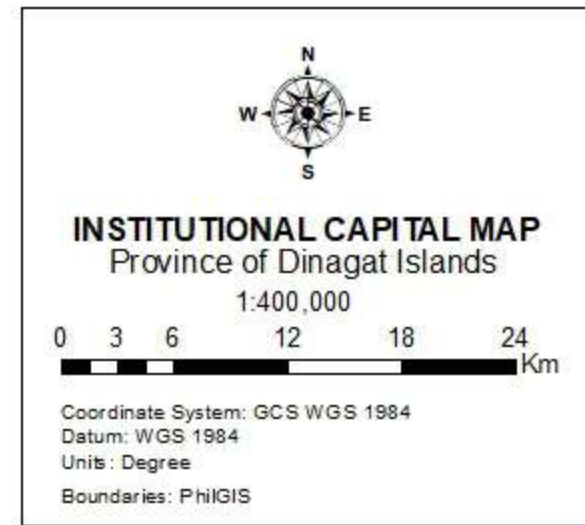 N
W E
S
INSTITUTIONAL CAPITAL MAP
Province of Dinagat Islands
1:400,000
0 3 6 12 18 24
Km
Coordinate System: GCS WGS 1984
Datum: WGS 1984
Units: Degree
Boundaries: PhilGIS